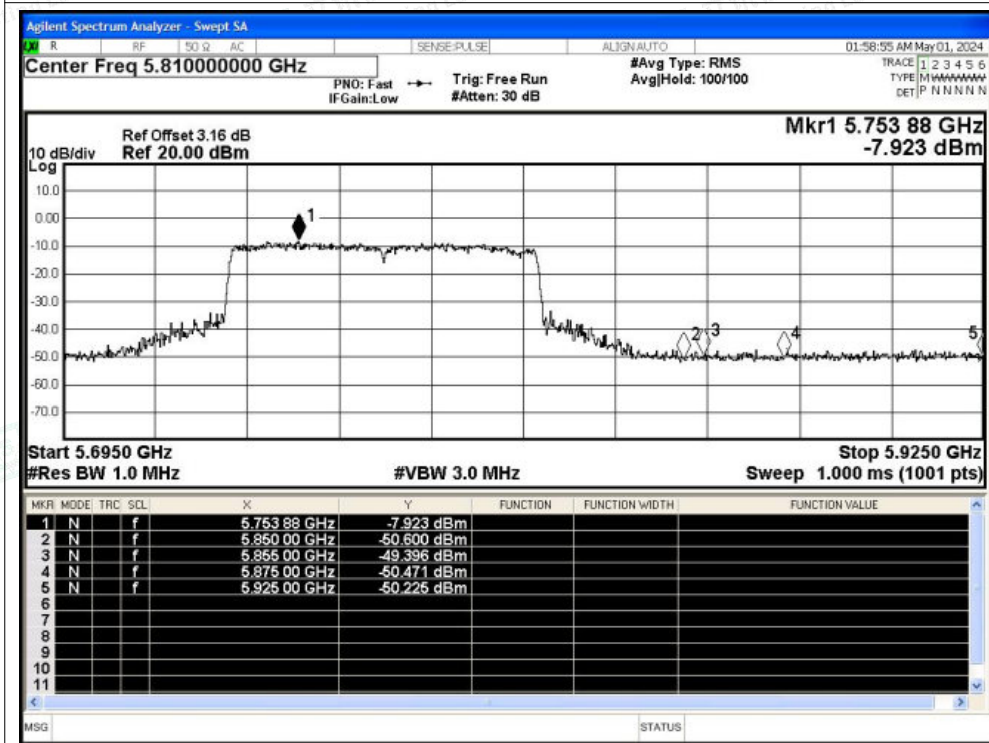 Agilent Spectrum Analyzer - Swept SA
LXI R RF 50 Ω AC SENSE:PULSE ALIGN AUTO 01:58:55 AM May 01, 2024
Center Freq 5.810000000 GHz #Avg Type: RMS TRACE 1 2 3 4 5 6
PNO: Fast Trig: Free Run Avg|Hold: 100/100 TYPE M WWWWW
IFGain:Low #Atten: 30 dB DET P N N N N N
Mkr1 5.753 88 GHz
Ref Offset 3.16 dB
10 dB/div Ref 20.00 dBm -7.923 dBm
Log
10.0
1
0.00
-10.0
-20.0
-30.0
-40.0
2 3 4 5
-50.0
-60.0
-70.0
Start 5.6950 GHz Stop 5.9250 GHz
#Res BW 1.0 MHz #VBW 3.0 MHz Sweep 1.000 ms (1001 pts)
MKR MODE TRC SCL X Y FUNCTION FUNCTION WIDTH FUNCTION VALUE
1 N f 5.753 88 GHz -7.923 dBm
2 N f 5.850 00 GHz -50.600 dBm
3 N f 5.855 00 GHz -49.396 dBm
4 N f 5.875 00 GHz -50.471 dBm
5 N f 5.925 00 GHz -50.225 dBm
6
7
8
9
10
11
MSG STATUS